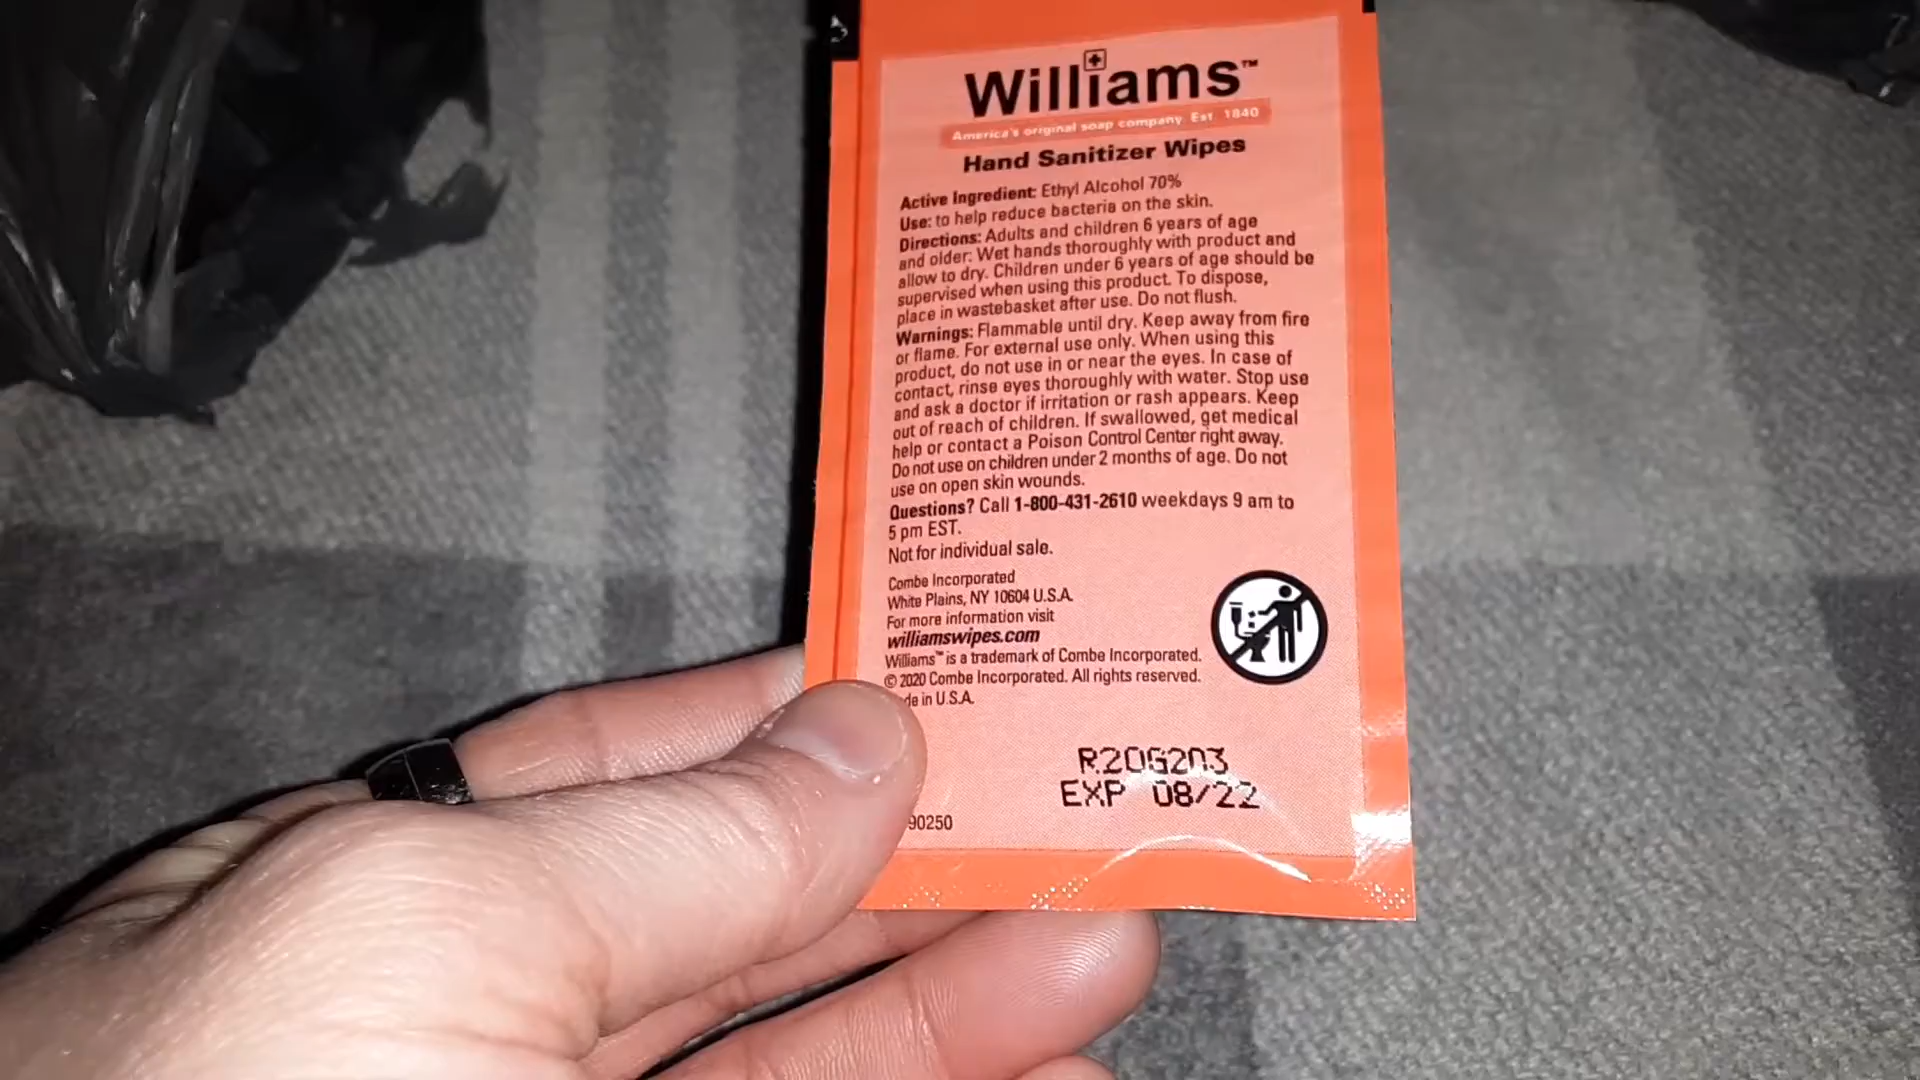 Williams™
America's original soap company Est 1840
Hand Sanitizer Wipes
Active Ingredient: Ethyl Alcohol 70%
Use: to help reduce bacteria on the skin.
Directions: Adults and children 6 years of age
and older: Wet hands thoroughly with product and
allow to dry. Children under 6 years of age should be
supervised when using this product. To dispose,
place in wastebasket after use. Do not flush.
Warnings: Flammable until dry. Keep away from fire
or flame. For external use only. When using this
product, do not use in or near the eyes. In case of
contact, rinse eyes thoroughly with water. Stop use
and ask a doctor if irritation or rash appears. Keep
out of reach of children. If swallowed, get medical
help or contact a Poison Control Center right away.
Do not use on children under 2 months of age. Do not
use on open skin wounds.
Questions? Call 1-800-431-2610 weekdays 9 am to
5 pm EST.
Not for individual sale.
Combe Incorporated
White Plains, NY 10604 U.S.A.
For more information visit
williamswipes.com
Williams™ is a trademark of Combe Incorporated.
© 2020 Combe Incorporated. All rights reserved.
de in U.S.A.
R20G203
EXP 08/22
90250